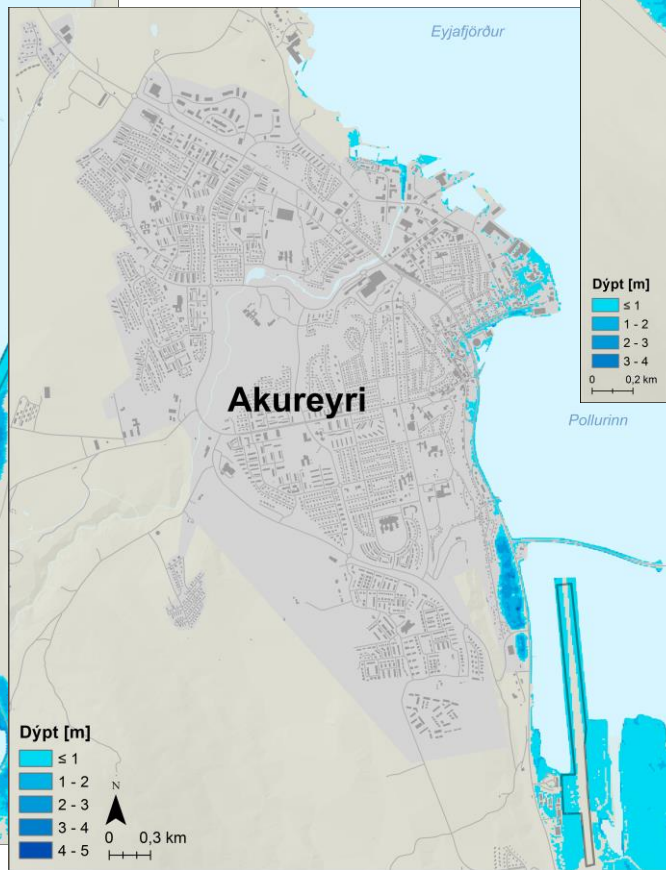 Eyjafjörður
Akureyri
Pollurinn
Dýpt [m]
≤ 1
1 - 2
2 - 3
3 - 4
4 - 5
N
0 0,3 km
Dýpt [m]
≤ 1
1 - 2
2 - 3
3 - 4
0 0,2 km